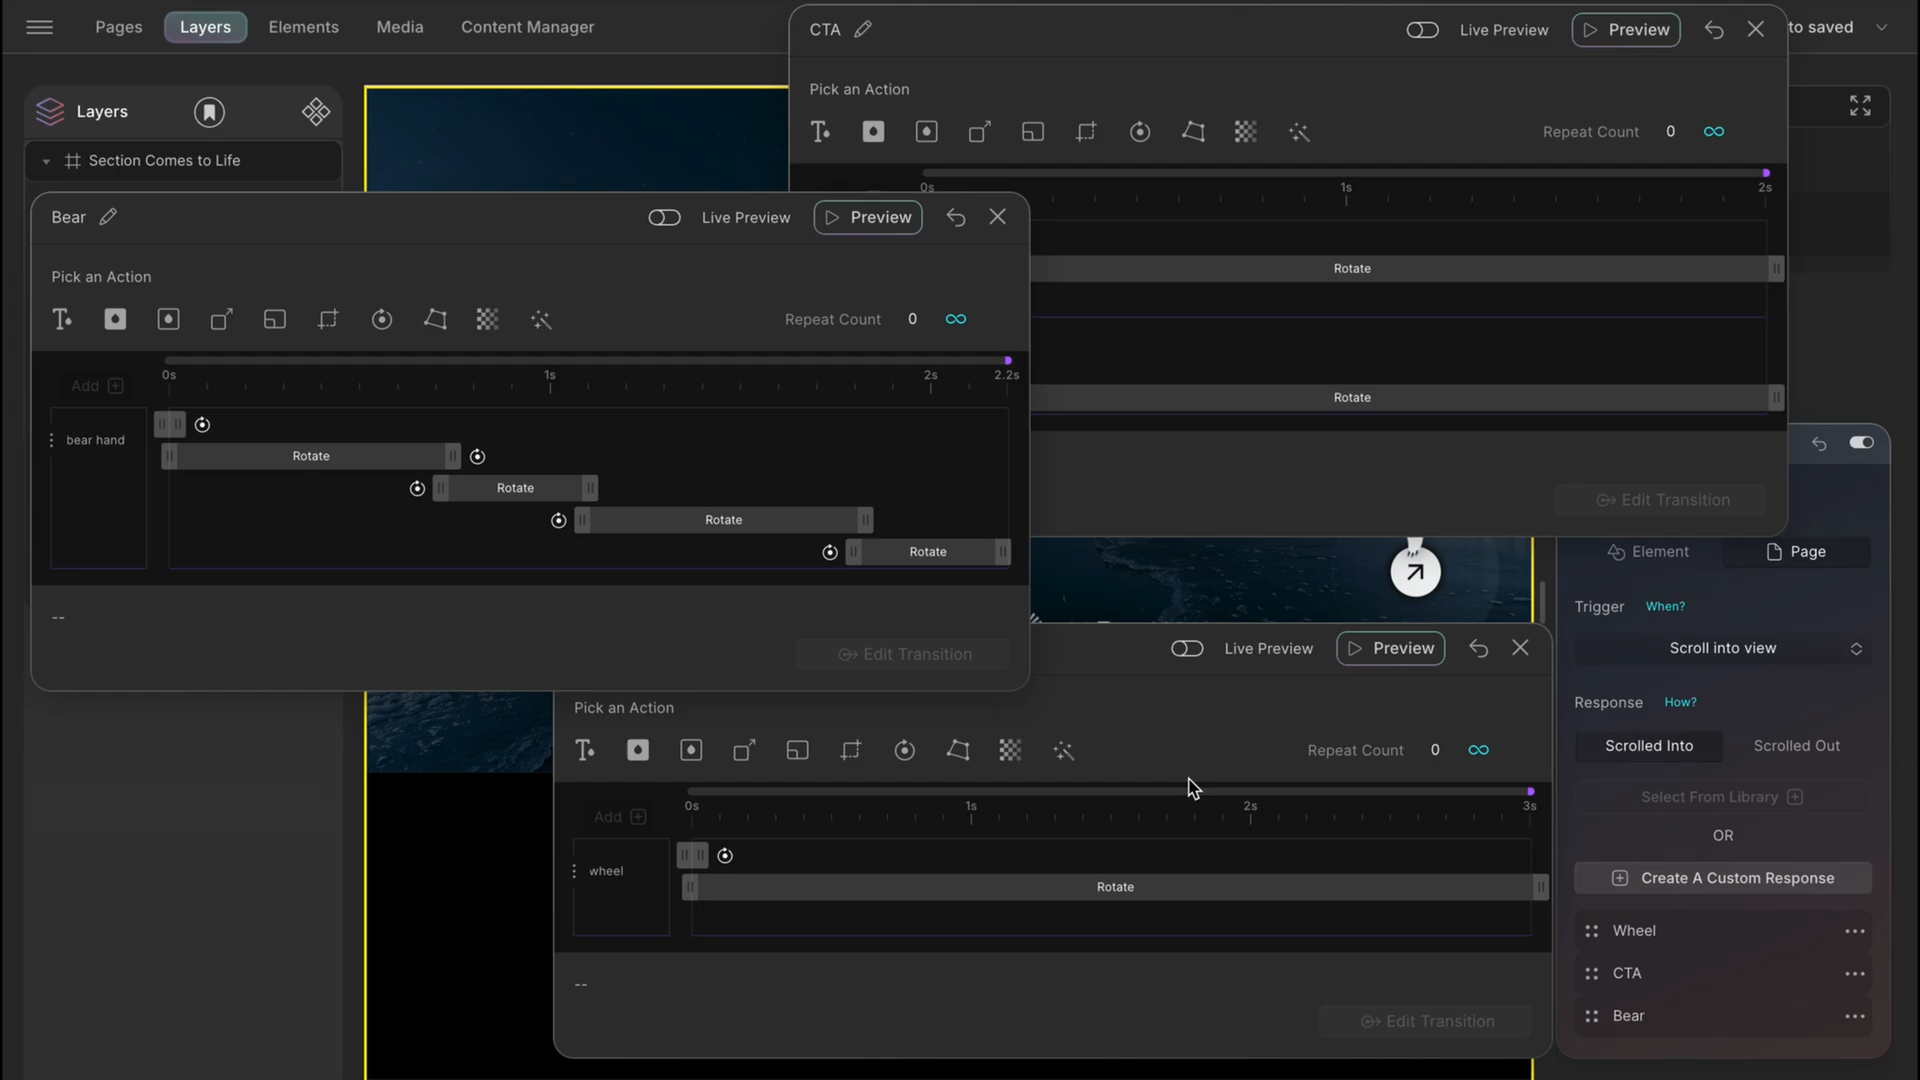 Pages
Layers
Elements
Media
Content Manager
to saved
CTA
Live Preview
Preview
Pick an Action
Repeat Count 0
0s
1s
2s
Rotate
Rotate
Edit Transition
Layers
Section Comes to Life
Bear
Live Preview
Preview
Pick an Action
Repeat Count 0
Add
0s
1s
2s
2.2s
bear hand
Rotate
Rotate
Rotate
Rotate
--
Edit Transition
Live Preview
Preview
Pick an Action
Repeat Count 0
Add
0s
1s
2s
3s
wheel
Rotate
--
Edit Transition
Element
Page
Trigger When?
Scroll into view
Response How?
Scrolled Into
Scrolled Out
Select From Library
OR
Create A Custom Response
Wheel
CTA
Bear